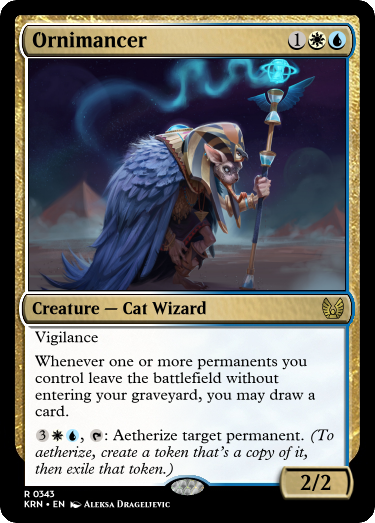 Ornimancer 1
Creature — Cat Wizard
Vigilance
Whenever one or more permanents you
control leave the battlefield without
entering your graveyard, you may draw a
card.
3, : Aetherize target permanent. (To
aetherize, create a token that's a copy of it,
then exile that token.)
2/2
R 0343
KRN • EN Aleksa Drageljevic